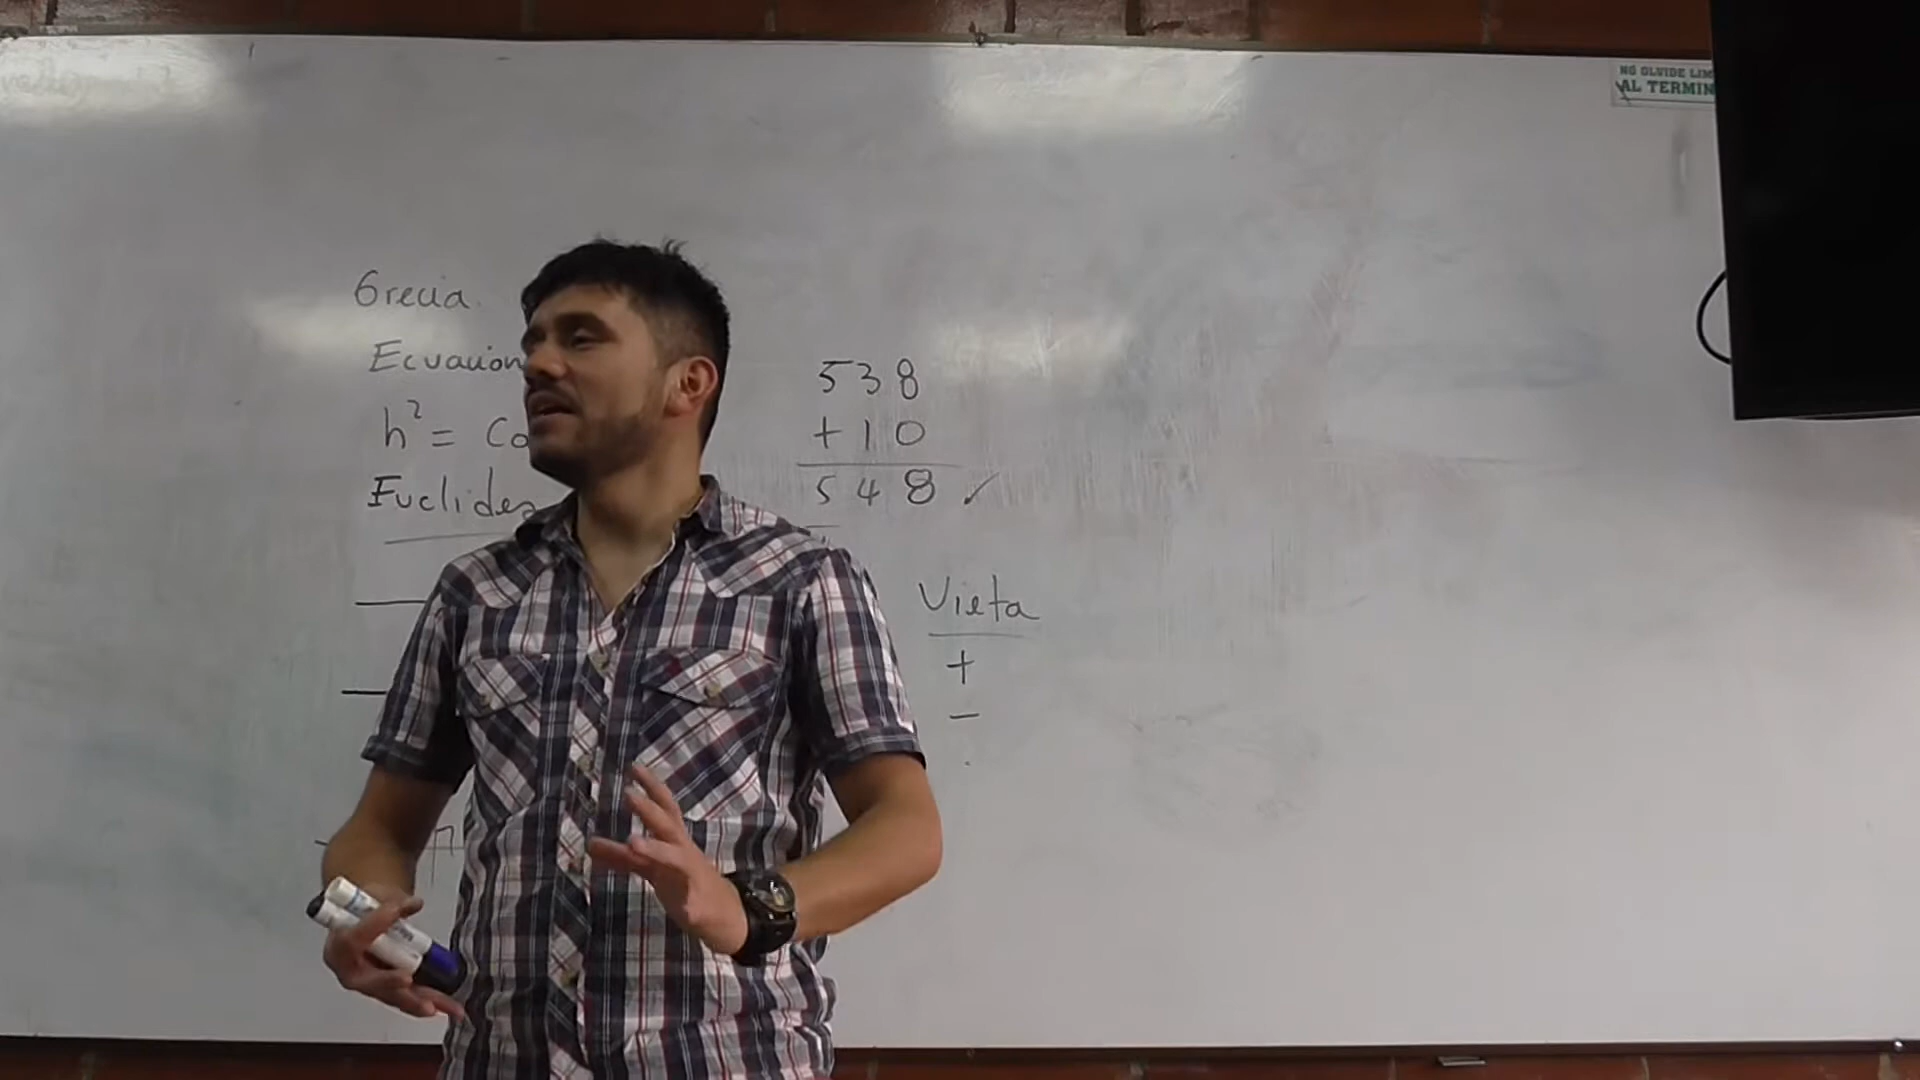 NO OLVIDE LIM
AL TERMIN
Grecia
Ecuacion
h² = Co
Euclides
538
+ 10
548 ✓
Vieta
+
-